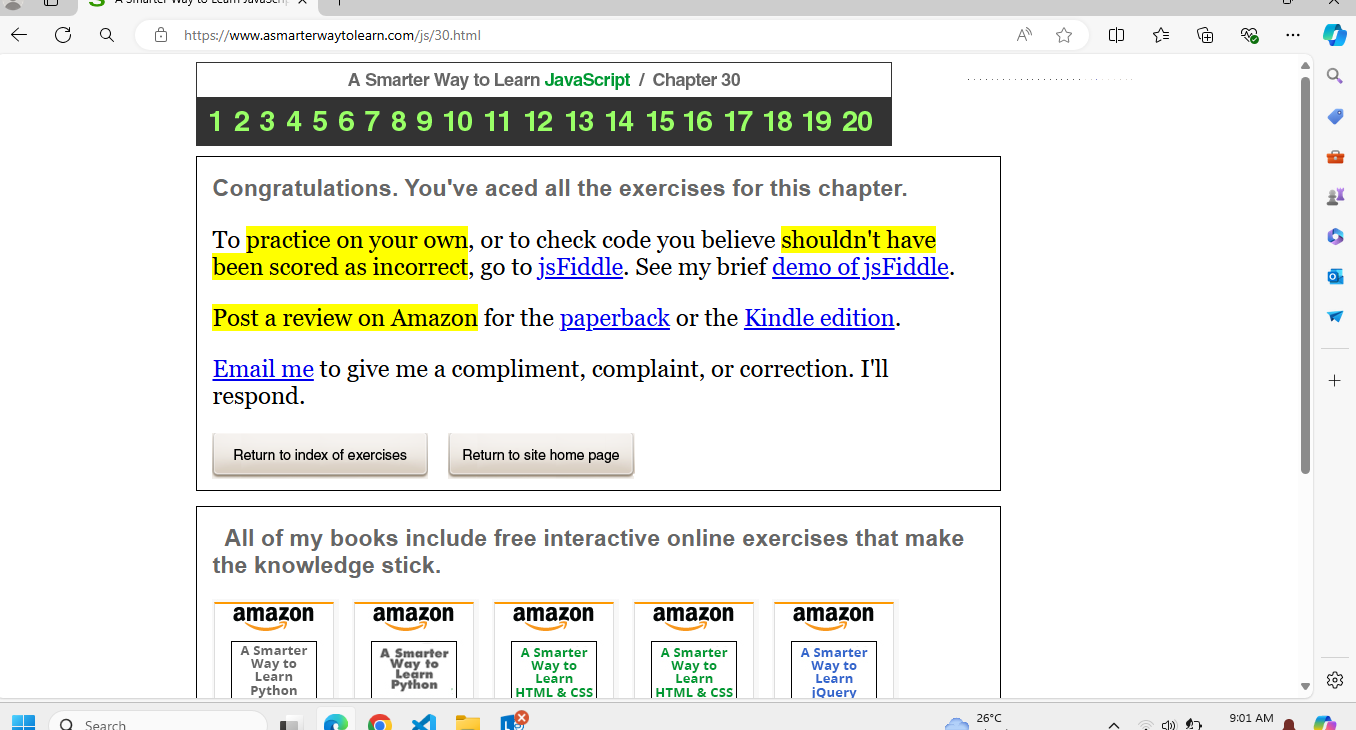 A Smarter Way to Learn JavaScrip
https://www.asmarterwaytolearn.com/js/30.html
A Smarter Way to Learn JavaScript / Chapter 30
1 2 3 4 5 6 7 8 9 10 11 12 13 14 15 16 17 18 19 20
Congratulations. You've aced all the exercises for this chapter.
To practice on your own, or to check code you believe shouldn't have
been scored as incorrect, go to jsFiddle. See my brief demo of jsFiddle.
Post a review on Amazon for the paperback or the Kindle edition.
Email me to give me a compliment, complaint, or correction. I'll
respond.
Return to index of exercises Return to site home page
All of my books include free interactive online exercises that make
the knowledge stick.
amazon amazon amazon amazon amazon
A Smarter
Way to
Learn
Python
A Smarter
Way to
Learn
Python
A Smarter
Way to
Learn
HTML & CSS
A Smarter
Way to
Learn
HTML & CSS
A Smarter
Way to
Learn
jQuery
Search
26°C
9:01 AM